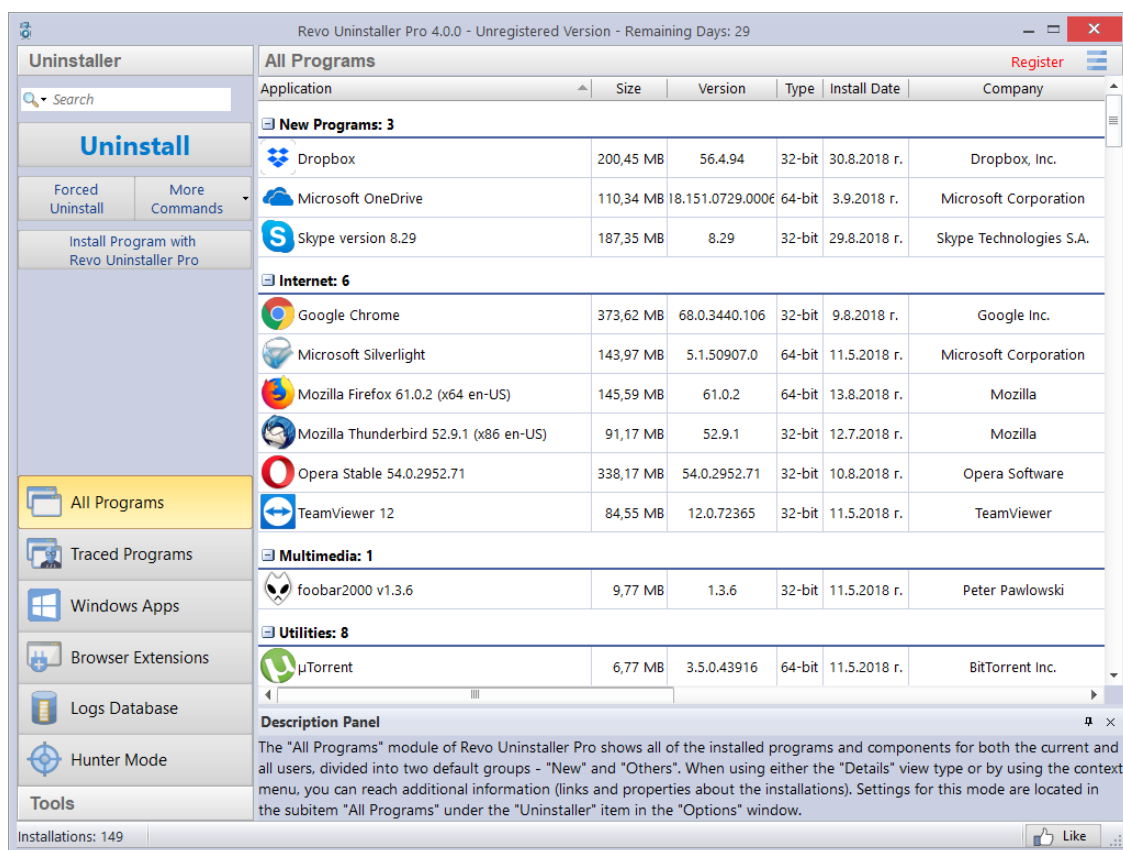 Revo Uninstaller Pro 4.0.0 - Unregistered Version - Remaining Days: 29
Uninstaller
Search
Uninstall
Forced Uninstall
More Commands
Install Program with
Revo Uninstaller Pro
All Programs
Traced Programs
Windows Apps
Browser Extensions
Logs Database
Hunter Mode
Tools
All Programs Register
Application Size Version Type Install Date Company
New Programs: 3
Dropbox 200,45 MB 56.4.94 32-bit 30.8.2018 г. Dropbox, Inc.
Microsoft OneDrive 110,34 MB 18.151.0729.0006 64-bit 3.9.2018 г. Microsoft Corporation
Skype version 8.29 187,35 MB 8.29 32-bit 29.8.2018 г. Skype Technologies S.A.
Internet: 6
Google Chrome 373,62 MB 68.0.3440.106 32-bit 9.8.2018 г. Google Inc.
Microsoft Silverlight 143,97 MB 5.1.50907.0 64-bit 11.5.2018 г. Microsoft Corporation
Mozilla Firefox 61.0.2 (x64 en-US) 145,59 MB 61.0.2 64-bit 13.8.2018 г. Mozilla
Mozilla Thunderbird 52.9.1 (x86 en-US) 91,17 MB 52.9.1 32-bit 12.7.2018 г. Mozilla
Opera Stable 54.0.2952.71 338,17 MB 54.0.2952.71 32-bit 10.8.2018 г. Opera Software
TeamViewer 12 84,55 MB 12.0.72365 32-bit 11.5.2018 г. TeamViewer
Multimedia: 1
foobar2000 v1.3.6 9,77 MB 1.3.6 32-bit 11.5.2018 г. Peter Pawlowski
Utilities: 8
µTorrent 6,77 MB 3.5.0.43916 64-bit 11.5.2018 г. BitTorrent Inc.
Description Panel
The "All Programs" module of Revo Uninstaller Pro shows all of the installed programs and components for both the current and
all users, divided into two default groups - "New" and "Others". When using either the "Details" view type or by using the context
menu, you can reach additional information (links and properties about the installations). Settings for this mode are located in
the subitem "All Programs" under the "Uninstaller" item in the "Options" window.
Installations: 149 Like